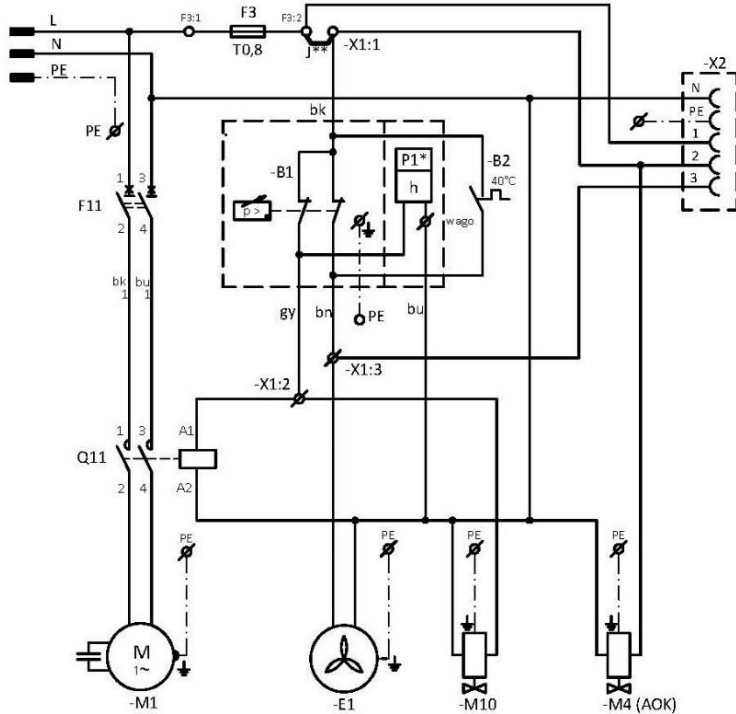 L
F3:1
F3
F3:2
N
T0,8
J**
-X1:1
-X2
PE
N
PE
bk
PE
1
1
3
-B1
P1*
-B2
2
h
40°C
3
F11
p >
wago
2
4
bk
1
bu
1
gy
bn
PE
bu
-X1:3
-X1:2
1
3
A1
Q11
2
4
A2
PE
PE
PE
PE
M
1~
-M1
-E1
-M10
-M4 (AOK)